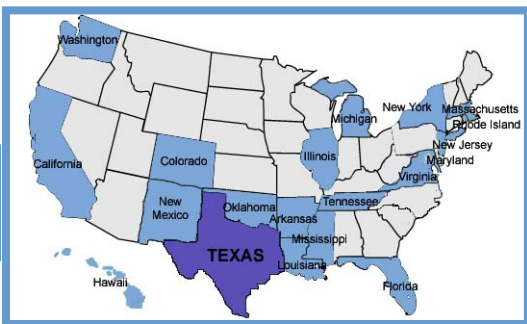 Washington
Michigan
New York
Massachusetts
Rhode Island
New Jersey
Maryland
Virginia
Illinois
California
Colorado
Tennessee
New
Mexico
Oklahoma
Arkansas
Mississippi
TEXAS
Louisiana
Hawaii
Florida